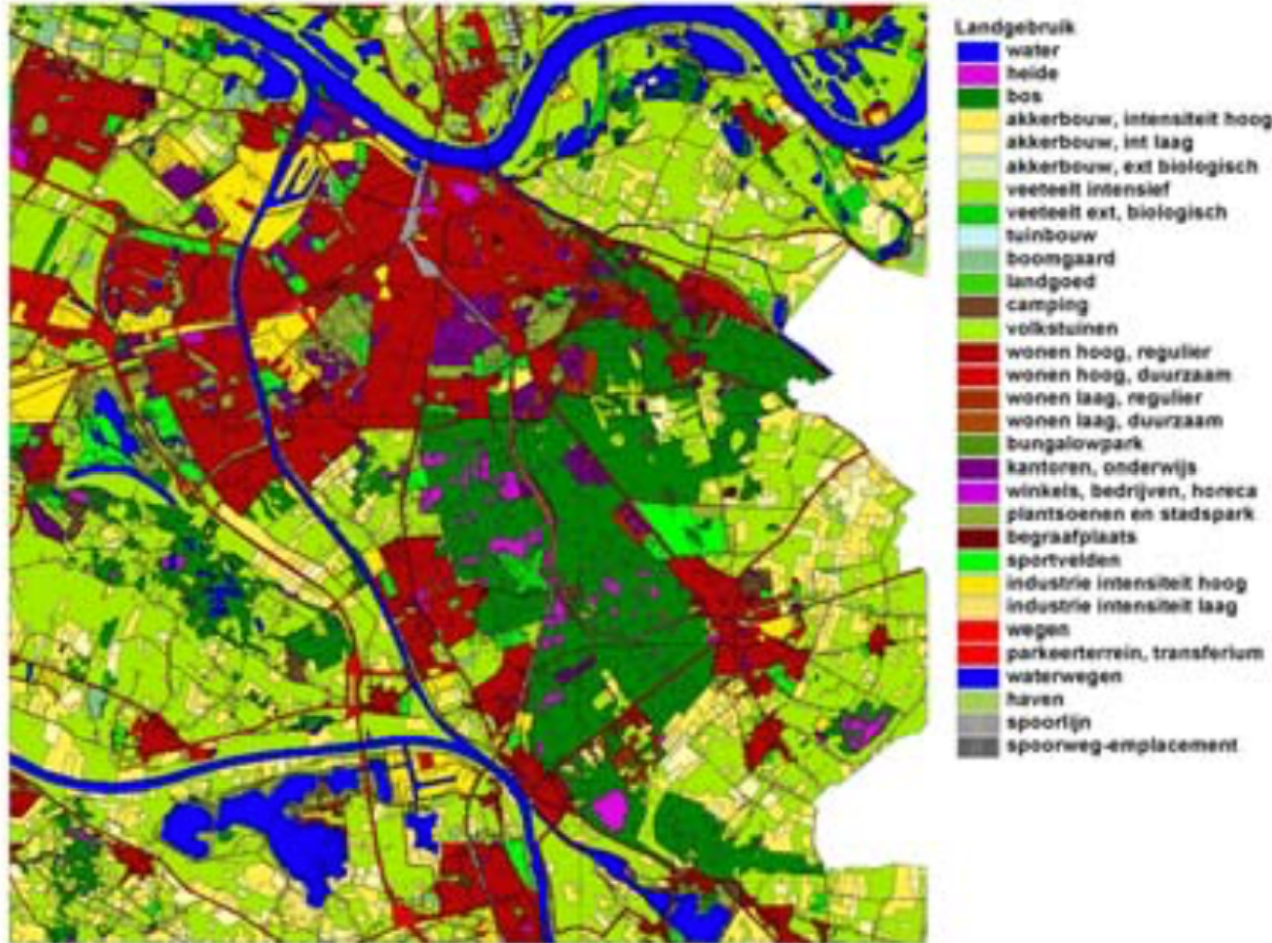 Landgebruik
water
heide
bos
akkerbouw, intensiteit hoog
akkerbouw, int laag
akkerbouw, ext biologisch
veeteelt intensief
veeteelt ext, biologisch
tuinbouw
boomgaard
landgoed
camping
volkstuinen
wonen hoog, regulier
wonen hoog, duurzaam
wonen laag, regulier
wonen laag, duurzaam
bungalowpark
kantoren, onderwijs
winkels, bedrijven, horeca
plantsoenen en stadspark
begraafplaats
sportvelden
industrie intensiteit hoog
industrie intensiteit laag
wegen
parkeerterrein, transferium
waterwegen
haven
spoorlijn
spoorweg-emplacement